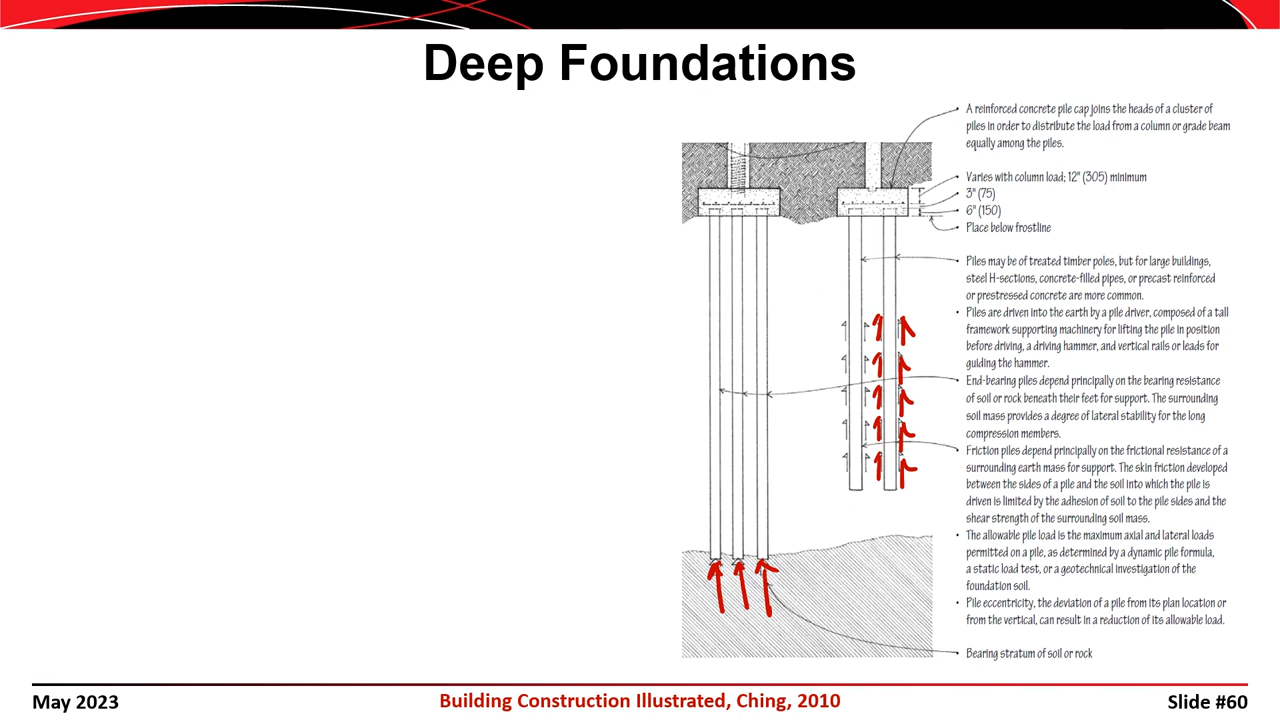 Deep Foundations
• A reinforced concrete pile cap joins the heads of a cluster of
piles in order to distribute the load from a column or grade beam
equally among the piles.
• Varies with column load; 12" (305) minimum
• 3" (75)
• 6" (150)
• Place below frostline
• Piles may be of treated timber poles, but for large buildings,
steel H-sections, concrete-filled pipes, or precast reinforced
or prestressed concrete are more common.
• Piles are driven into the earth by a pile driver, composed of a tall
framework supporting machinery for lifting the pile in position
before driving, a driving hammer, and vertical rails or leads for
guiding the hammer.
• End-bearing piles depend principally on the bearing resistance
of soil or rock beneath their feet for support. The surrounding
soil mass provides a degree of lateral stability for the long
compression members.
• Friction piles depend principally on the frictional resistance of a
surrounding earth mass for support. The skin friction developed
between the sides of a pile and the soil into which the pile is
driven is limited by the adhesion of soil to the pile sides and the
shear strength of the surrounding soil mass.
• The allowable pile load is the maximum axial and lateral loads
permitted on a pile, as determined by a dynamic pile formula,
a static load test, or a geotechnical investigation of the
foundation soil.
• Pile eccentricity, the deviation of a pile from its plan location or
from the vertical, can result in a reduction of its allowable load.
• Bearing stratum of soil or rock
May 2023
Building Construction Illustrated, Ching, 2010
Slide #60